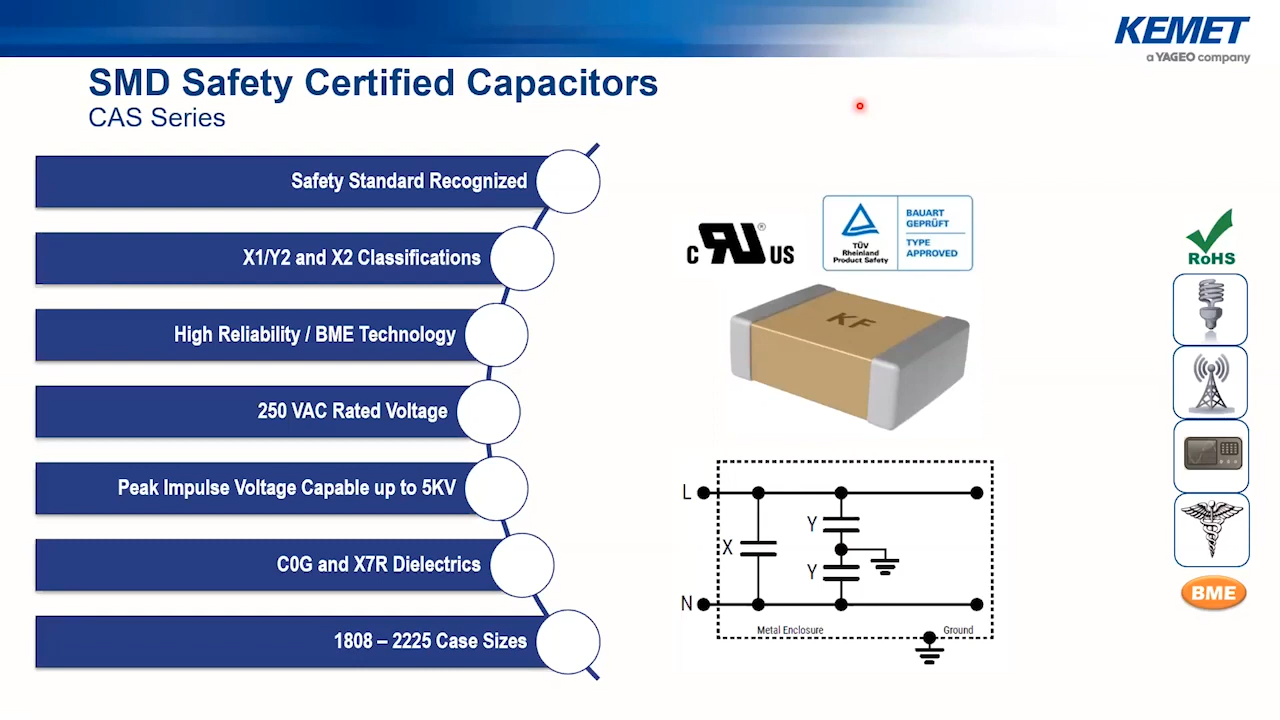 KEMET
a YAGEO company
SMD Safety Certified Capacitors
CAS Series
Safety Standard Recognized
X1/Y2 and X2 Classifications
High Reliability / BME Technology
250 VAC Rated Voltage
Peak Impulse Voltage Capable up to 5KV
C0G and X7R Dielectrics
1808 – 2225 Case Sizes
C RU® US
TÜV
Rheinland
Product Safety
BAUART
GEPRÜFT
TYPE
APPROVED
KF
L
X
Y
Y
N
Metal Enclosure
Ground
RoHS
BME